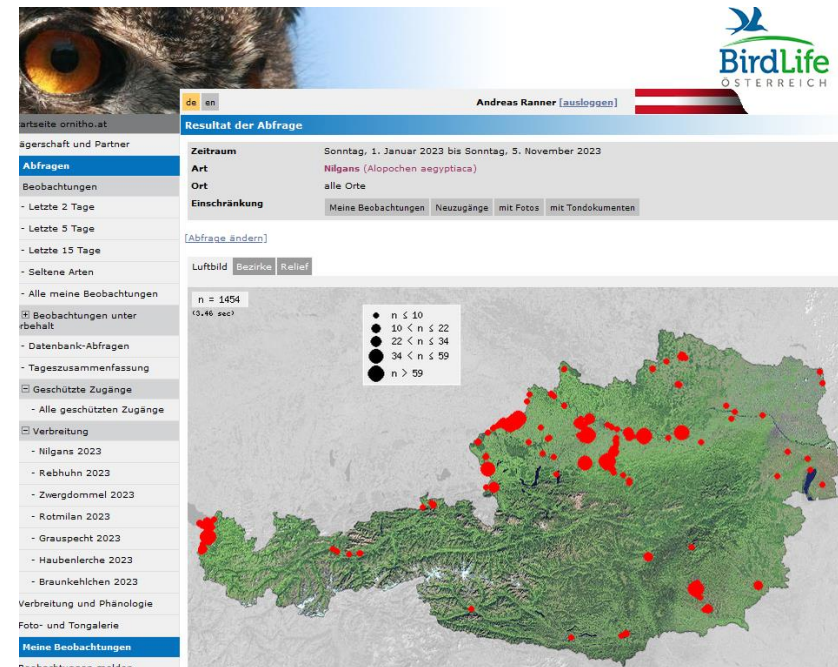 BirdLife
ÖSTERREICH
de en
Andreas Ranner [ausloggen]
artseite ornitho.at
ägerschaft und Partner
Abfragen
Beobachtungen
- Letzte 2 Tage
- Letzte 5 Tage
- Letzte 15 Tage
- Seltene Arten
- Alle meine Beobachtungen
Beobachtungen unter
rbehalt
- Datenbank-Abfragen
- Tageszusammenfassung
Geschützte Zugänge
- Alle geschützten Zugänge
Verbreitung
- Nilgans 2023
- Rebhuhn 2023
- Zwergdommel 2023
- Rotmilan 2023
- Grauspecht 2023
- Haubenlerche 2023
- Braunkehlchen 2023
Verbreitung und Phänologie
Foto- und Tongalerie
Meine Beobachtungen
Resultat der Abfrage
Zeitraum Sonntag, 1. Januar 2023 bis Sonntag, 5. November 2023
Art Nilgans (Alopochen aegyptiaca)
Ort alle Orte
Einschränkung Meine Beobachtungen Neuzugänge mit Fotos mit Tondokumenten
[Abfrage ändern]
Luftbild Bezirke Relief
n = 1454
(3.46 sec)
n ≤ 10
10 < n ≤ 22
22 < n ≤ 34
34 < n ≤ 59
n > 59